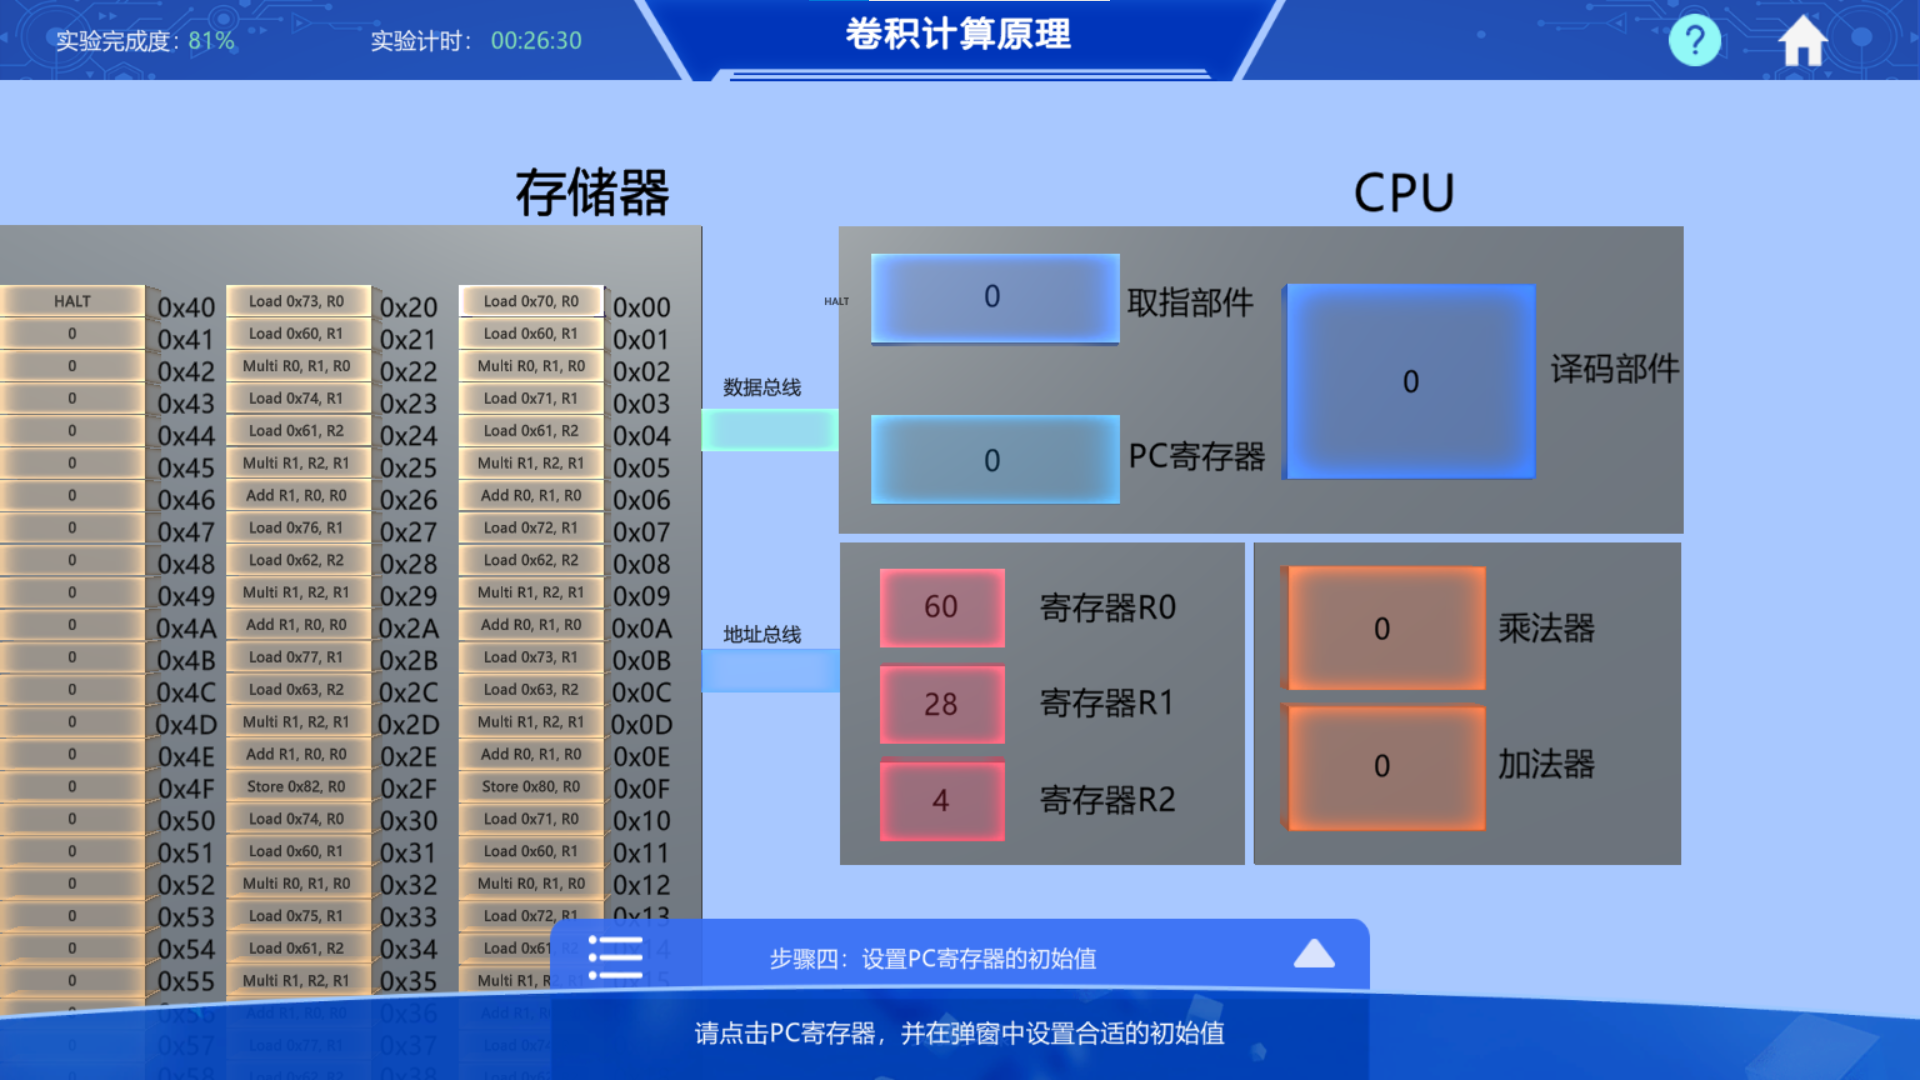 实验完成度：81%
实验计时： 00:26:30
卷积计算原理
?
存储器
CPU
HALT 0x40 Load 0x73, R0 0x20 Load 0x70, R0 0x00
0 0x41 Load 0x60, R1 0x21 Load 0x60, R1 0x01
0 0x42 Multi R0, R1, R0 0x22 Multi R0, R1, R0 0x02
0 0x43 Load 0x74, R1 0x23 Load 0x71, R1 0x03
0 0x44 Load 0x61, R2 0x24 Load 0x61, R2 0x04
0 0x45 Multi R1, R2, R1 0x25 Multi R1, R2, R1 0x05
0 0x46 Add R1, R0, R0 0x26 Add R0, R1, R0 0x06
0 0x47 Load 0x76, R1 0x27 Load 0x72, R1 0x07
0 0x48 Load 0x62, R2 0x28 Load 0x62, R2 0x08
0 0x49 Multi R1, R2, R1 0x29 Multi R1, R2, R1 0x09
0 0x4A Add R1, R0, R0 0x2A Add R0, R1, R0 0x0A
0 0x4B Load 0x77, R1 0x2B Load 0x73, R1 0x0B
0 0x4C Load 0x63, R2 0x2C Load 0x63, R2 0x0C
0 0x4D Multi R1, R2, R1 0x2D Multi R1, R2, R1 0x0D
0 0x4E Add R1, R0, R0 0x2E Add R0, R1, R0 0x0E
0 0x4F Store 0x82, R0 0x2F Store 0x80, R0 0x0F
0 0x50 Load 0x74, R0 0x30 Load 0x71, R0 0x10
0 0x51 Load 0x60, R1 0x31 Load 0x60, R1 0x11
0 0x52 Multi R0, R1, R0 0x32 Multi R0, R1, R0 0x12
0 0x53 Load 0x75, R1 0x33 Load 0x72, R1 0x13
0 0x54 Load 0x61, R2 0x34 Load 0x61, R2 0x14
0 0x55 Multi R1, R2, R1 0x35 Multi R1, R2, R1 0x15
0 0x56 Add R1, R0, R0 0x36 Add R1, R
0 0x57 Load 0x77, R1 0x37 Load 0x74
0 0x58 Load 0x62, R2 0x38 Load 0x62
数据总线
地址总线
HALT
0 取指部件
0 PC寄存器
0 译码部件
60 寄存器R0
28 寄存器R1
4 寄存器R2
0 乘法器
0 加法器
步骤四：设置PC寄存器的初始值
请点击PC寄存器，并在弹窗中设置合适的初始值